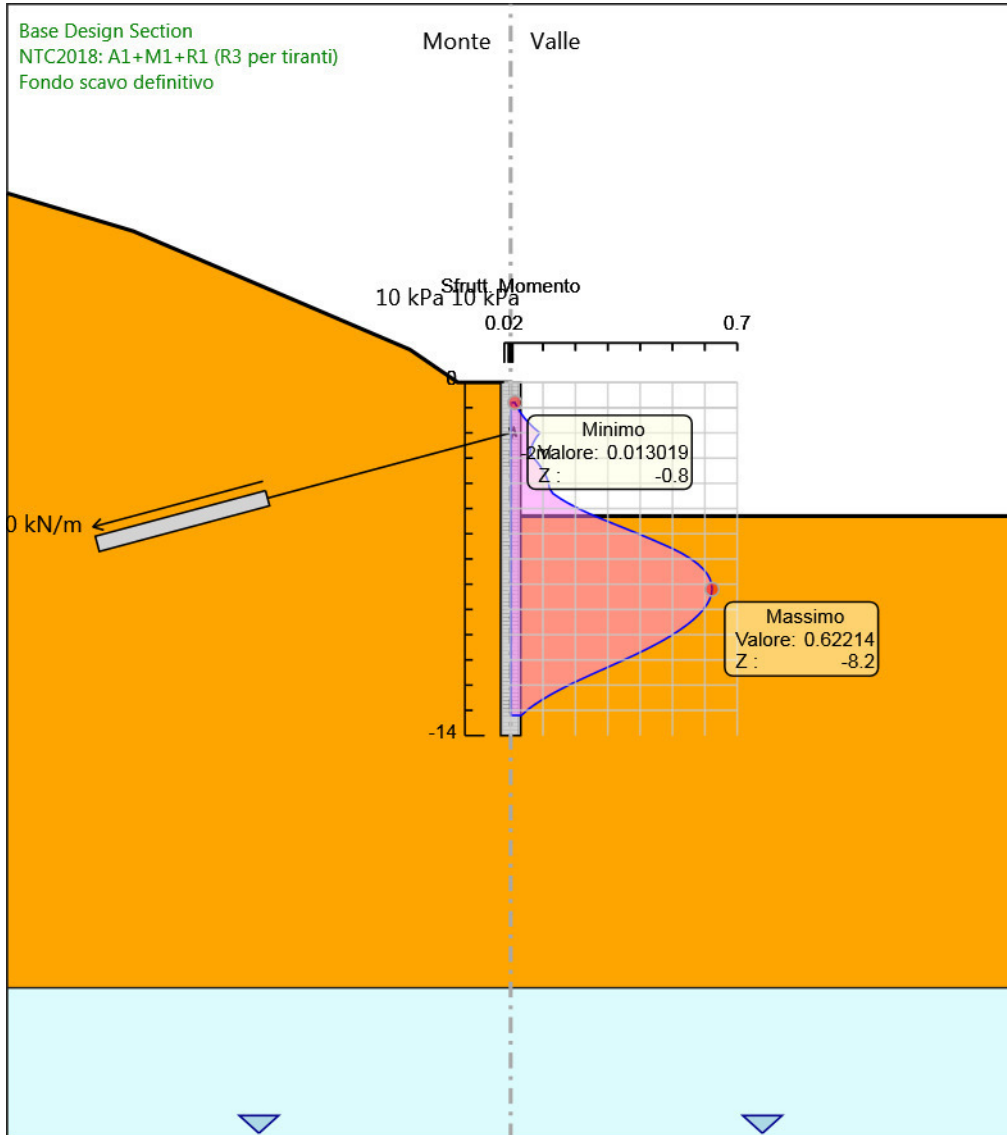 Base Design Section
NTC2018: A1+M1+R1 (R3 per tiranti)
Fondo scavo definitivo
Monte
Valle
Sfrutt. Momento
10 kPa 10 kPa
0.02
0.7
0
Minimo
-2m
Valore: 0.013019
Z : -0.8
0 kN/m
Massimo
Valore: 0.62214
Z : -8.2
-14